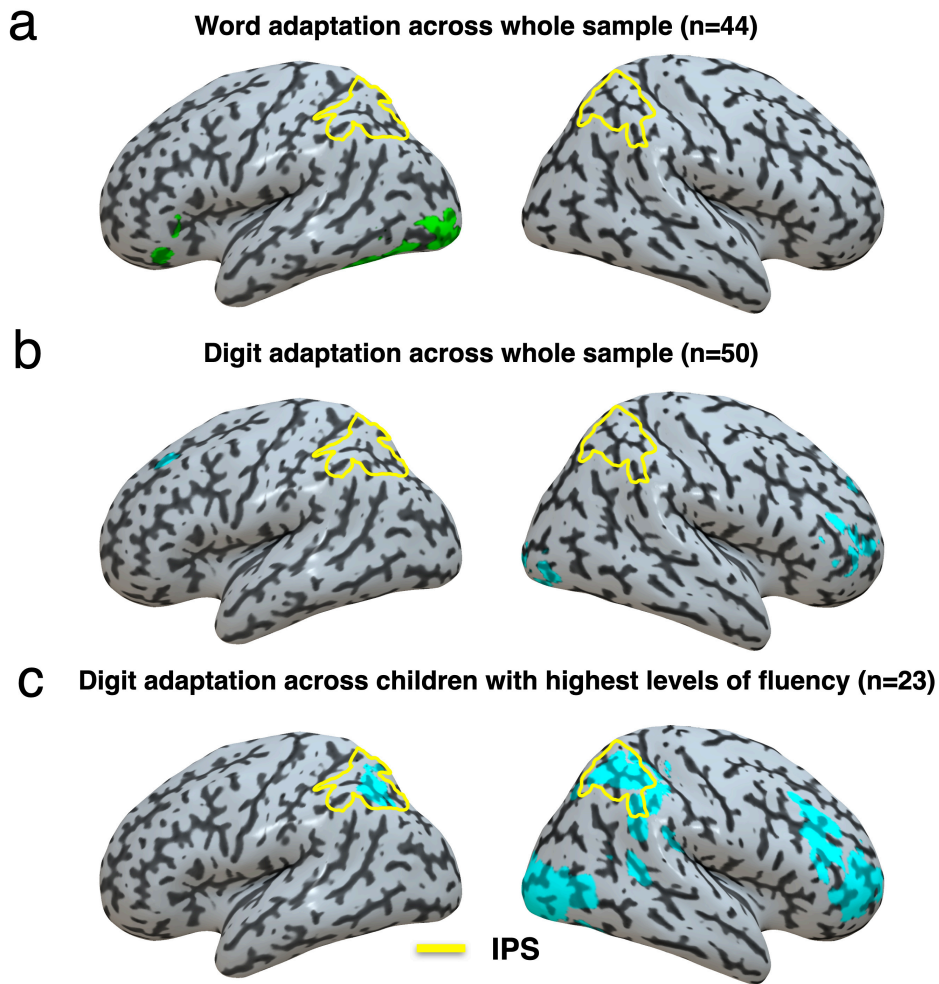 a
Word adaptation across whole sample (n=44)
b
Digit adaptation across whole sample (n=50)
c
Digit adaptation across children with highest levels of fluency (n=23)
IPS